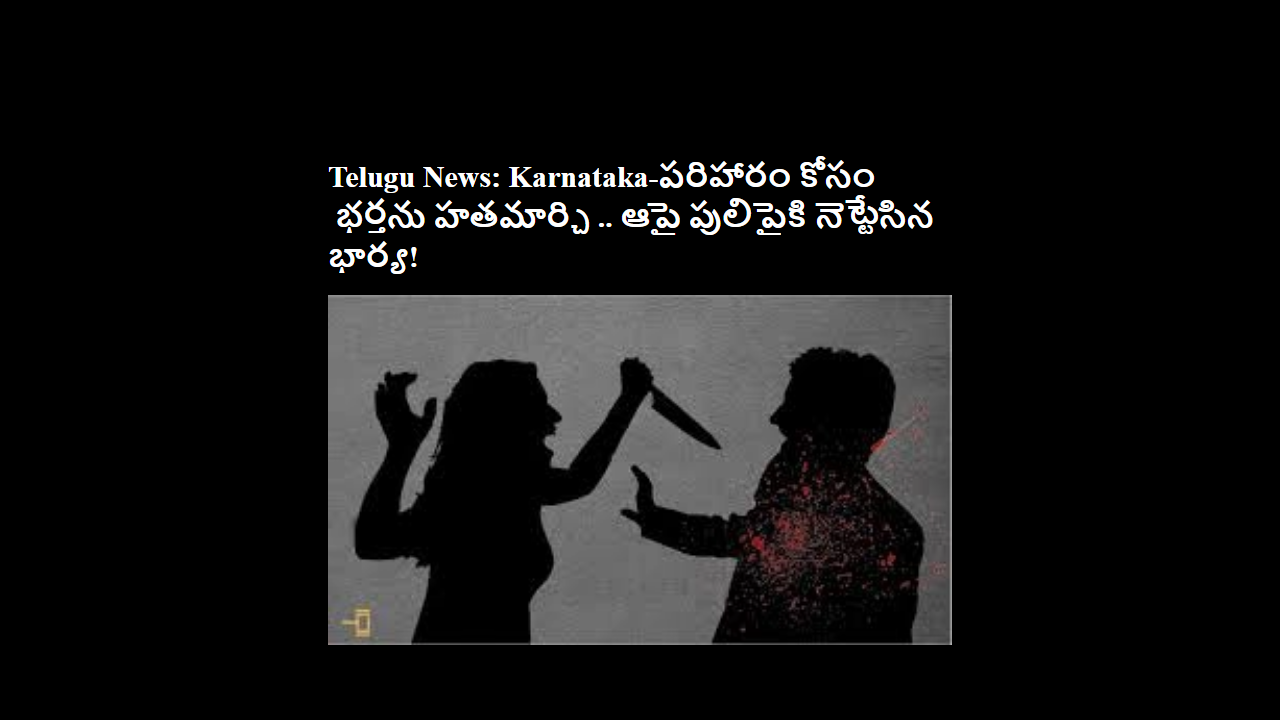 Telugu News: Karnataka-పరిహారం కోసం
భర్తను హతమార్చి .. ఆపై పులిపైకి నెట్టేసిన
భార్య!